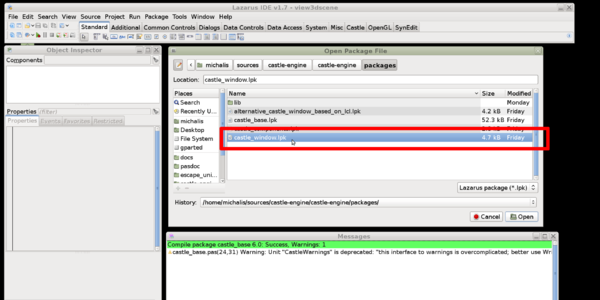 Lazarus IDE v1.7 - view3dscene
File Edit Search View Source Project Run Package Tools Window Help
Standard Additional Common Controls Dialogs Data Controls Data Access System Misc Castle OpenGL SynEdit
Object Inspector
Components
Properties (filter)
Properties Events Favorites Restricted
Open Package File
michalis sources castle-engine castle-engine packages
Location: castle_window.lpk
Places Name Size Modified
Search lib Monday
Recently U... alternative_castle_window_based_on_lcl.lpk 4.2 kB Friday
michalis castle_base.lpk 52.3 kB Friday
Desktop
File System castle_window.lpk 4.7 kB Friday
gparted
docs
pasdoc
escape_uni...
Lazarus package (*.lpk)
History: /home/michalis/sources/castle-engine/castle-engine/packages/
Cancel Open
Messages
Compile package castle_base 6.0: Success, Warnings: 1
castle_base.pas(24,31) Warning: Unit "CastleWarnings" is deprecated: "this interface to warnings is overcomplicated, better use Wr